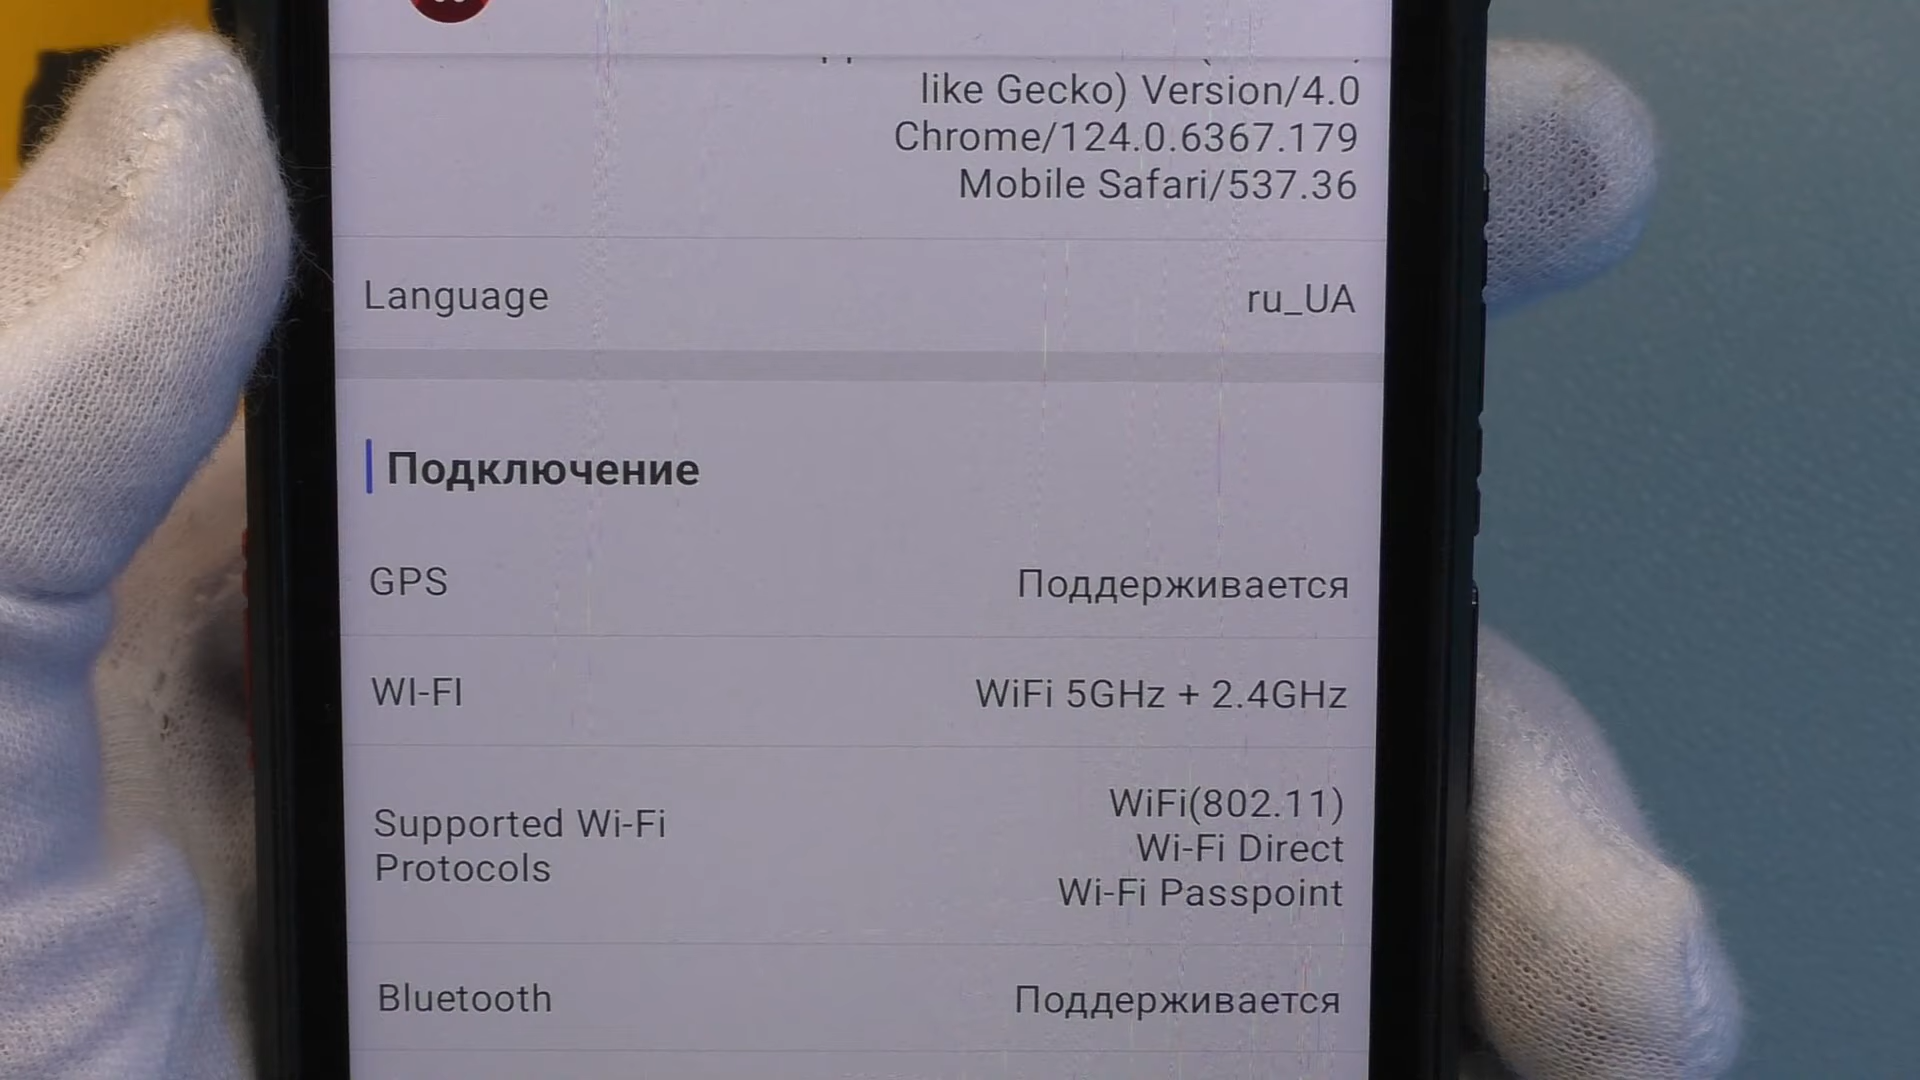 like Gecko) Version/4.0
Chrome/124.0.6367.179
Mobile Safari/537.36
Language
ru_UA
Подключение
GPS
Поддерживается
WI-FI
WiFi 5GHz + 2.4GHz
Supported Wi-Fi
Protocols
WiFi(802.11)
Wi-Fi Direct
Wi-Fi Passpoint
Bluetooth
Поддерживается